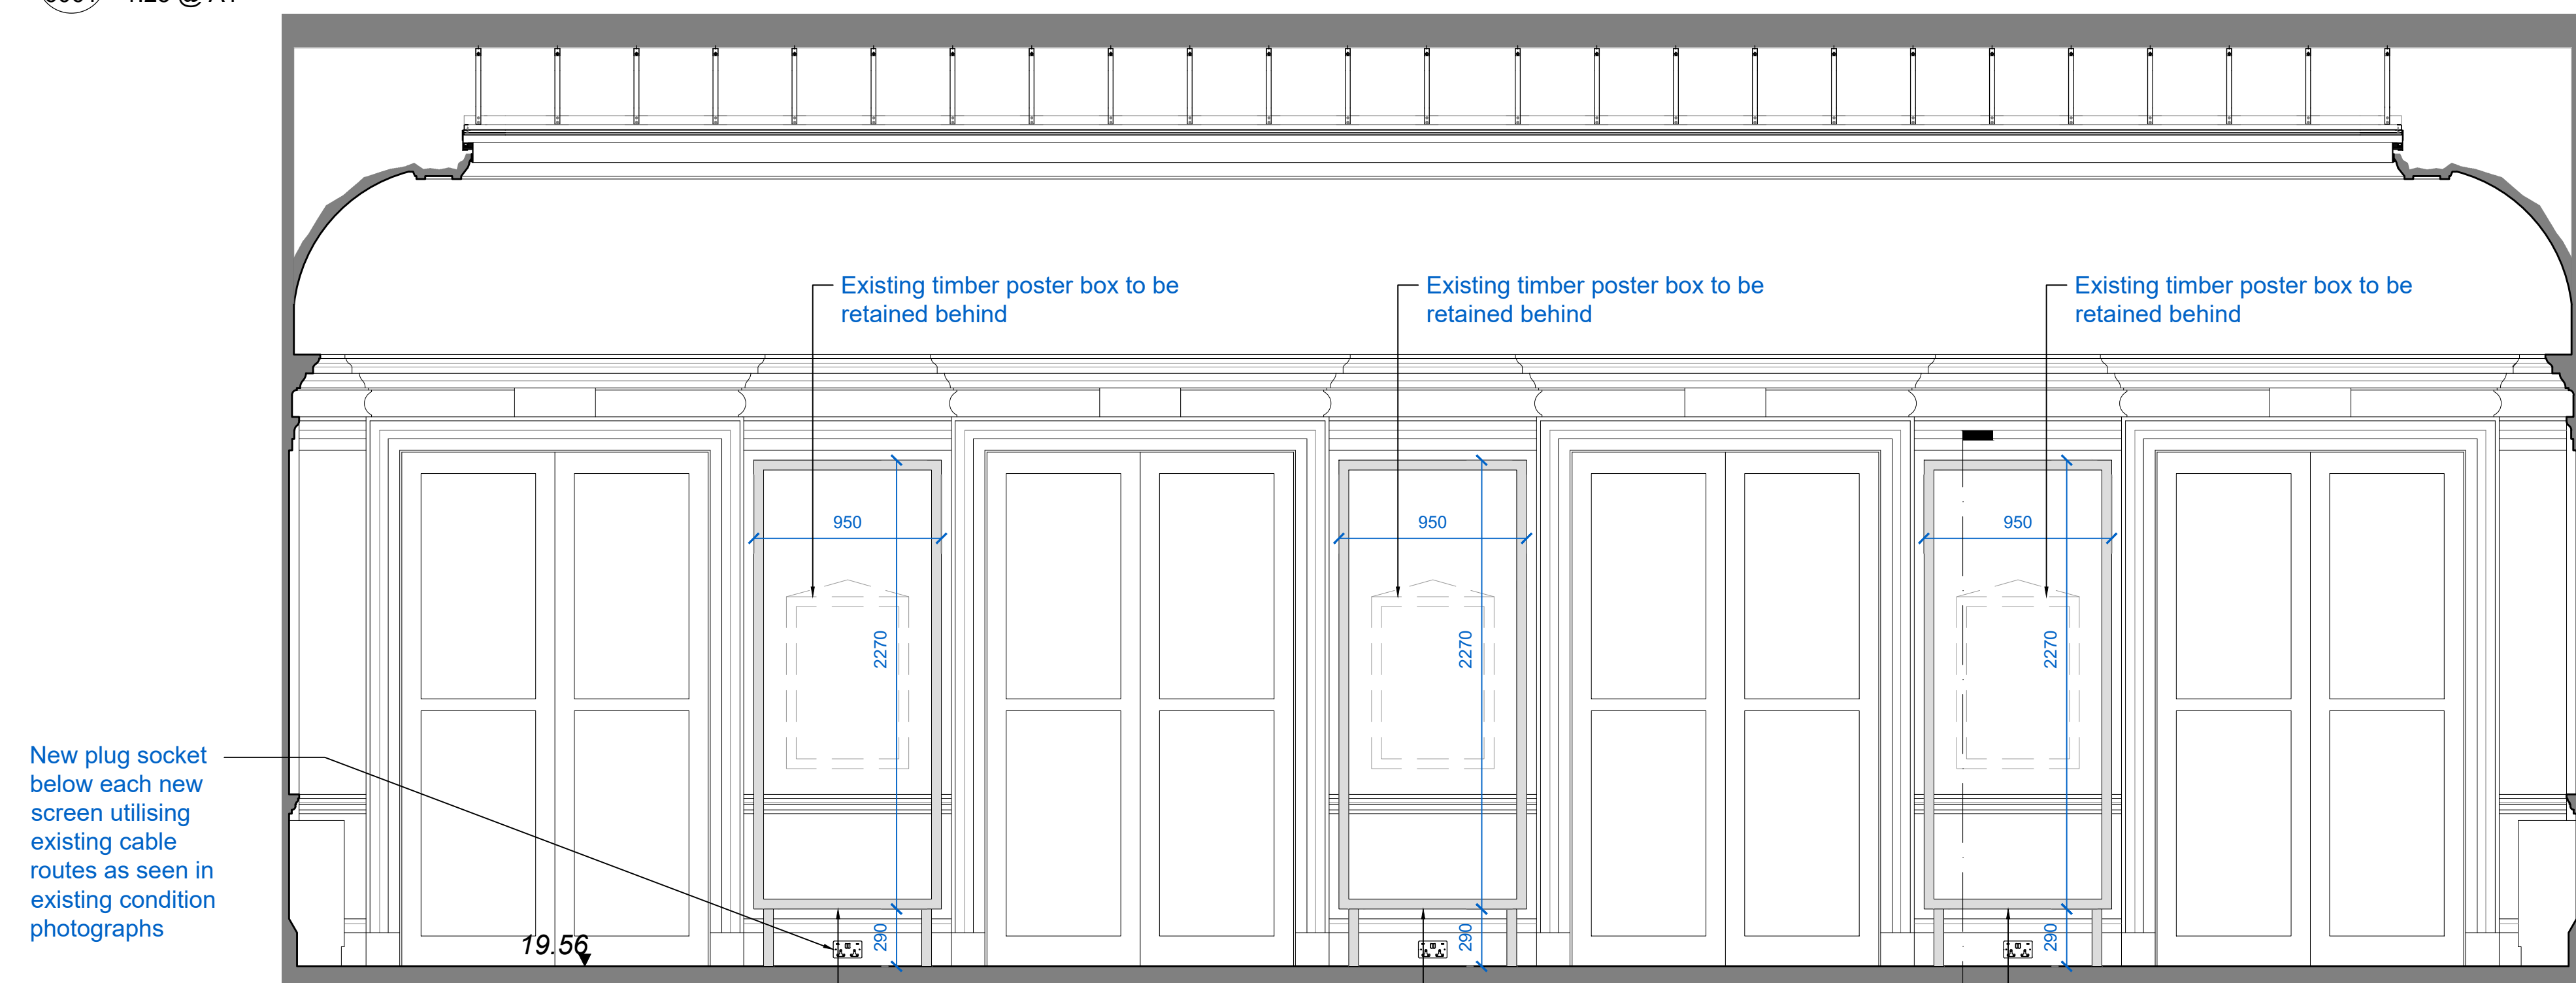 Existing timber poster box to be
retained behind
Existing timber poster box to be
retained behind
Existing timber poster box to be
retained behind
950
950
950
2270
2270
2270
New plug socket
below each new
screen utilising
existing cable
routes as seen in
existing condition
photographs
19.56
290
290
290